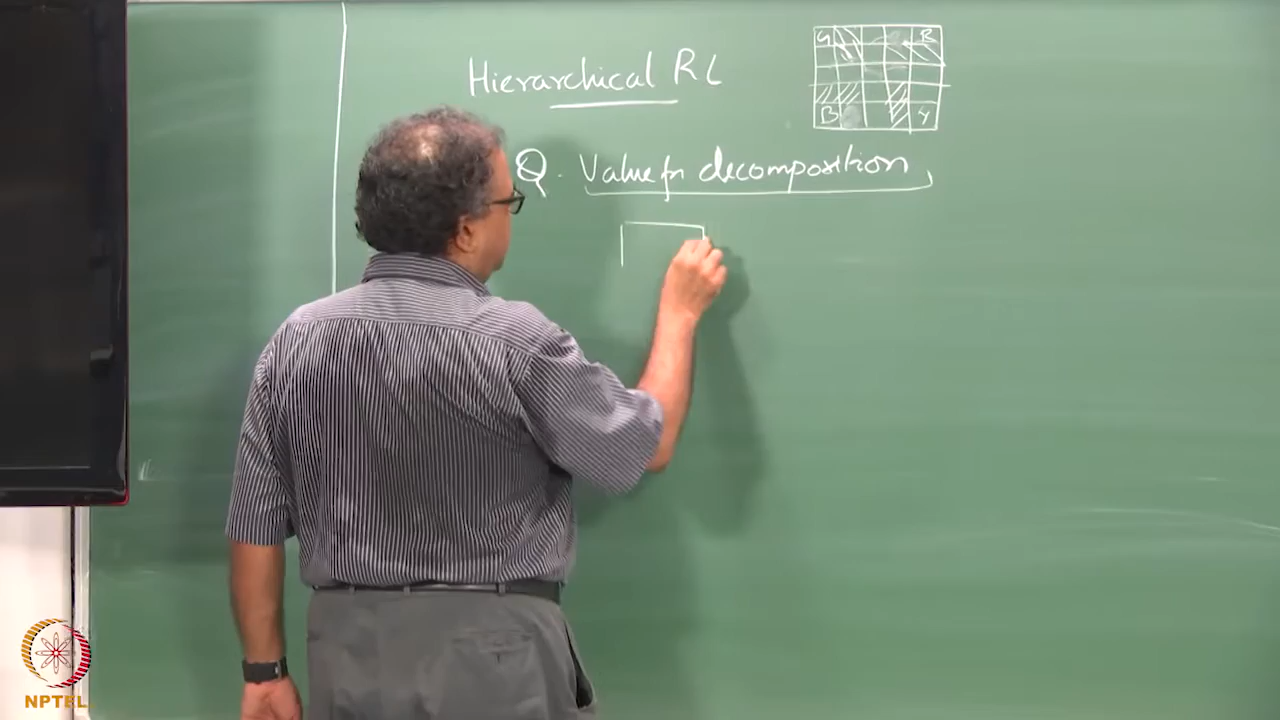 Hierarchical RL
G R
B Y
Q. Value fn decomposition
NPTEL